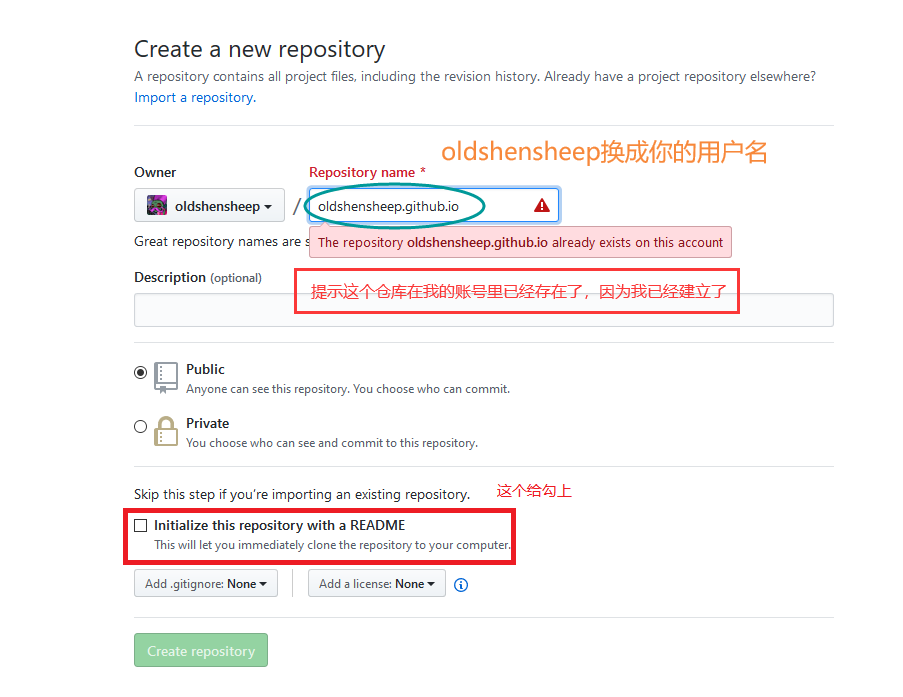 Create a new repository
A repository contains all project files, including the revision history. Already have a project repository elsewhere?
Import a repository.
oldshensheep换成你的用户名
Owner
Repository name *
oldshensheep
/
oldshensheep.github.io
Great repository names are s
The repository oldshensheep.github.io already exists on this account
Description (optional)
提示这个仓库在我的账号里已经存在了，因为我已经建立了
Public
Anyone can see this repository. You choose who can commit.
Private
You choose who can see and commit to this repository.
Skip this step if you’re importing an existing repository.
这个给勾上
Initialize this repository with a README
This will let you immediately clone the repository to your computer.
Add .gitignore: None
Add a license: None
Create repository